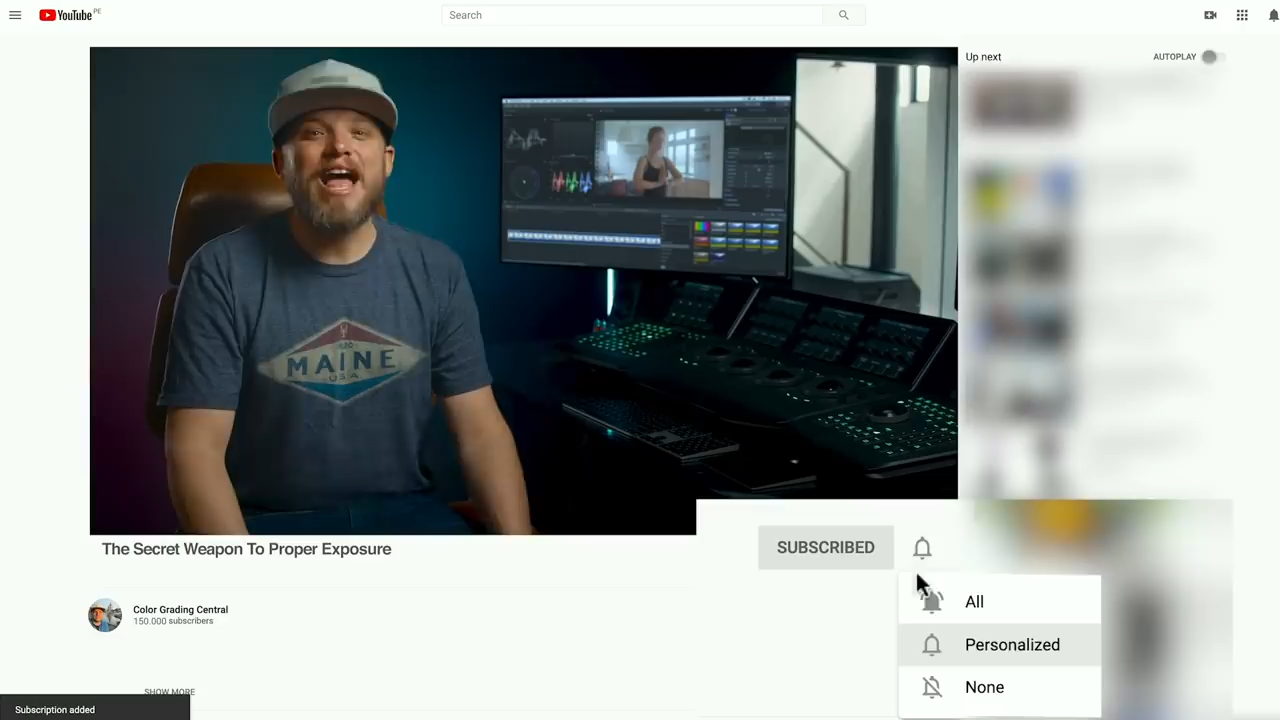 YouTube PE
Search
Up next
AUTOPLAY
MAINE
USA
The Secret Weapon To Proper Exposure
SUBSCRIBED
Color Grading Central
150.000 subscribers
All
Personalized
None
SHOW MORE
Subscription added